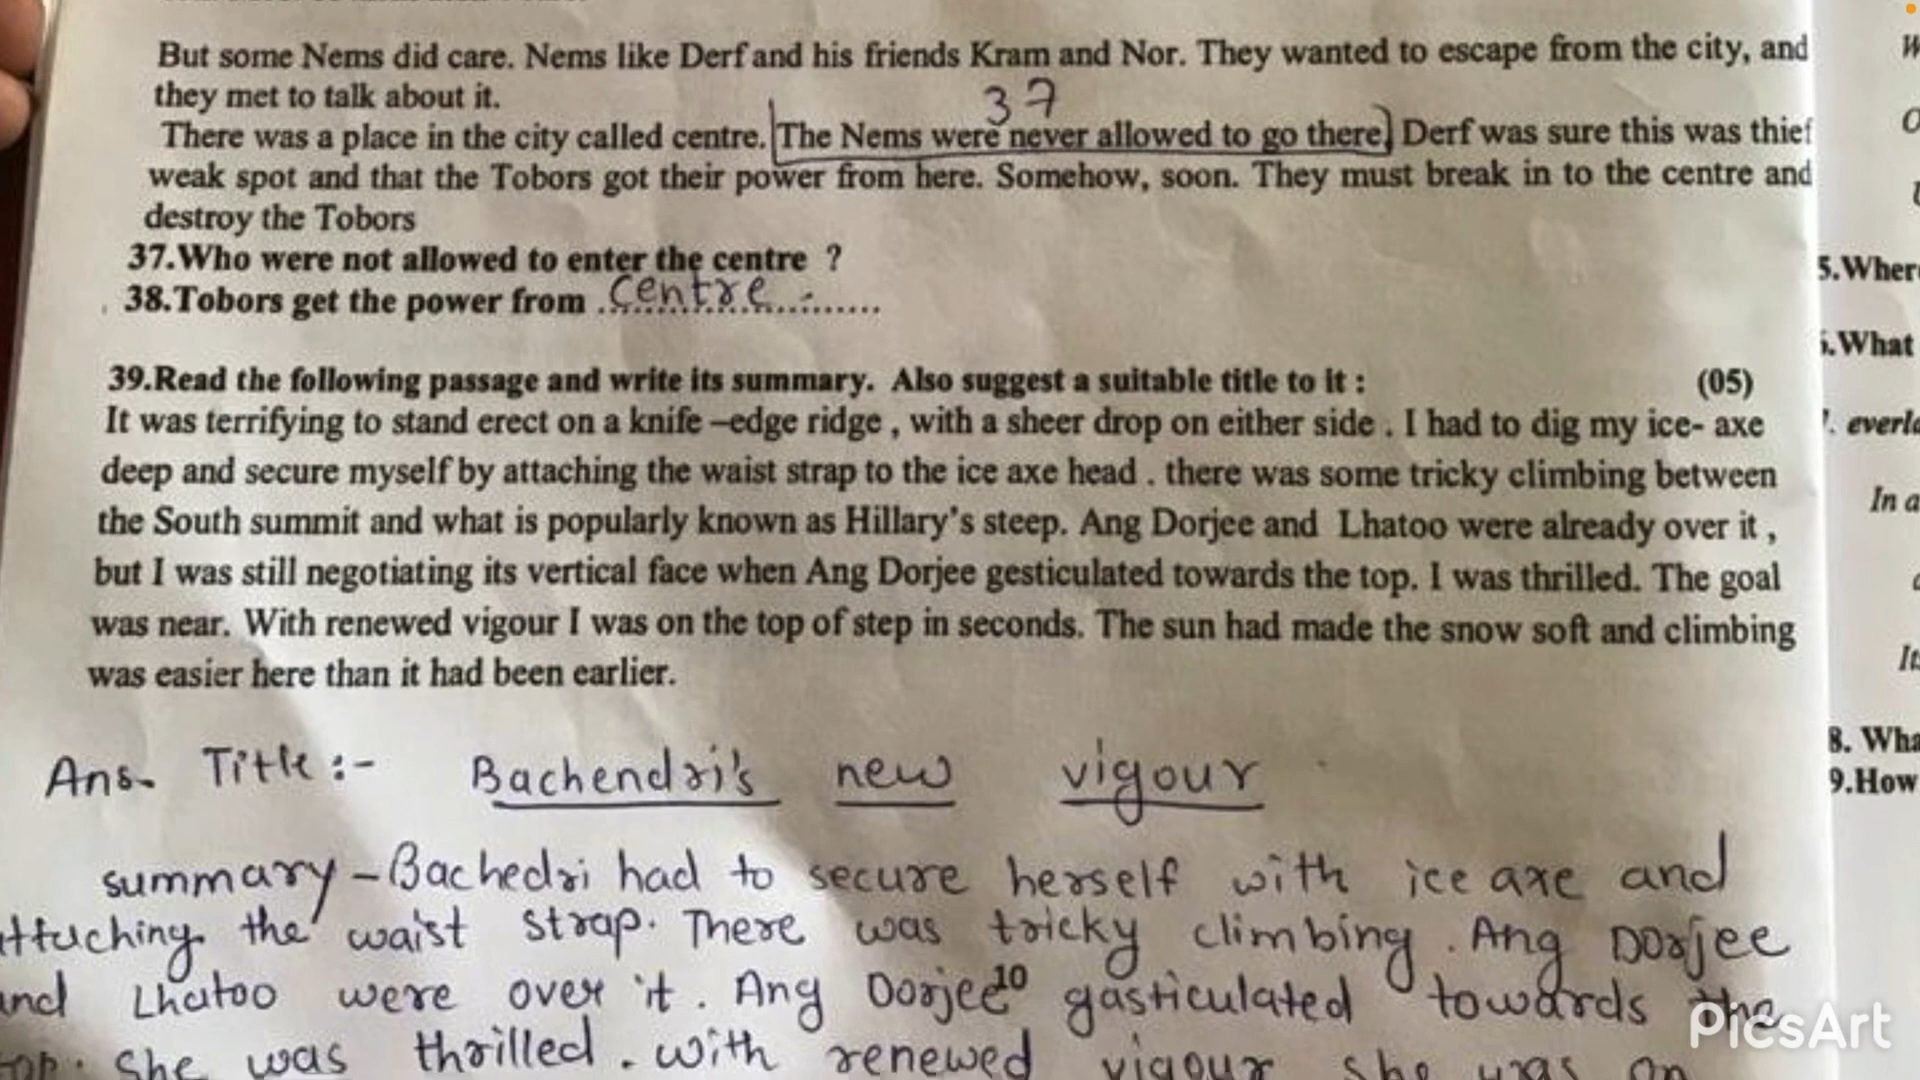 But some Nems did care. Nems like Derf and his friends Kram and Nor. They wanted to escape from the city, and
they met to talk about it.
37
There was a place in the city called centre. The Nems were never allowed to go there. Derf was sure this was thief
weak spot and that the Tobors got their power from here. Somehow, soon. They must break in to the centre and
destroy the Tobors
37.Who were not allowed to enter the centre ?
38.Tobors get the power from centre
39.Read the following passage and write its summary. Also suggest a suitable title to it : (05)
It was terrifying to stand erect on a knife –edge ridge , with a sheer drop on either side . I had to dig my ice- axe
deep and secure myself by attaching the waist strap to the ice axe head . there was some tricky climbing between
the South summit and what is popularly known as Hillary's steep. Ang Dorjee and Lhatoo were already over it ,
but I was still negotiating its vertical face when Ang Dorjee gesticulated towards the top. I was thrilled. The goal
was near. With renewed vigour I was on the top of step in seconds. The sun had made the snow soft and climbing
was easier here than it had been earlier.
Ans. Title :- Bachendri's new vigour
summary - Bachedri had to secure herself with ice axe and
attuching the waist strap. There was tricky climbing. Ang Dorjee
and Lhatoo were over it. Ang Dorjee gasticulated towards the
10
top. She was thrilled. with renewed vigour she was on
5.Where
.What
. everla
In a
It
8. Wha
9.How
PicsArt